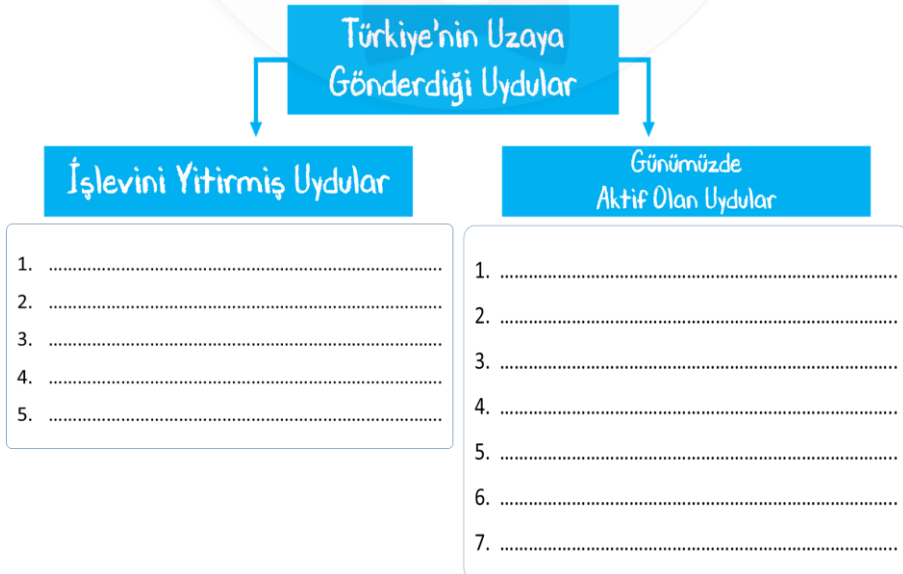 Türkiye'nin Uzaya
Gönderdiği Uydular
İşlevini Yitirmiş Uydular
1. ....................................................................................
2. ....................................................................................
3. ....................................................................................
4. ....................................................................................
5. ....................................................................................
Günümüzde
Aktif Olan Uydular
1. ....................................................................................
2. ....................................................................................
3. ....................................................................................
4. ....................................................................................
5. ....................................................................................
6. ....................................................................................
7. ....................................................................................